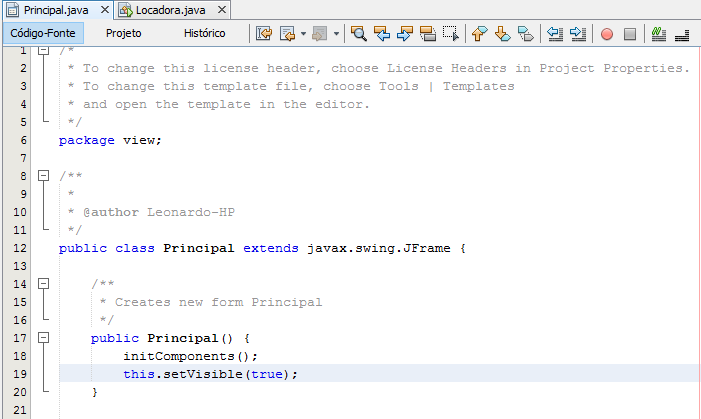 Principal.java × Locadora.java ×
Código-Fonte Projeto Histórico
1 /*
2 * To change this license header, choose License Headers in Project Properties.
3 * To change this template file, choose Tools | Templates
4 * and open the template in the editor.
5 */
6 package view;
7
8 /**
9 *
10 * @author Leonardo-HP
11 */
12 public class Principal extends javax.swing.JFrame {
13
14 /**
15 * Creates new form Principal
16 */
17 public Principal() {
18 initComponents();
19 this.setVisible(true);
20 }
21